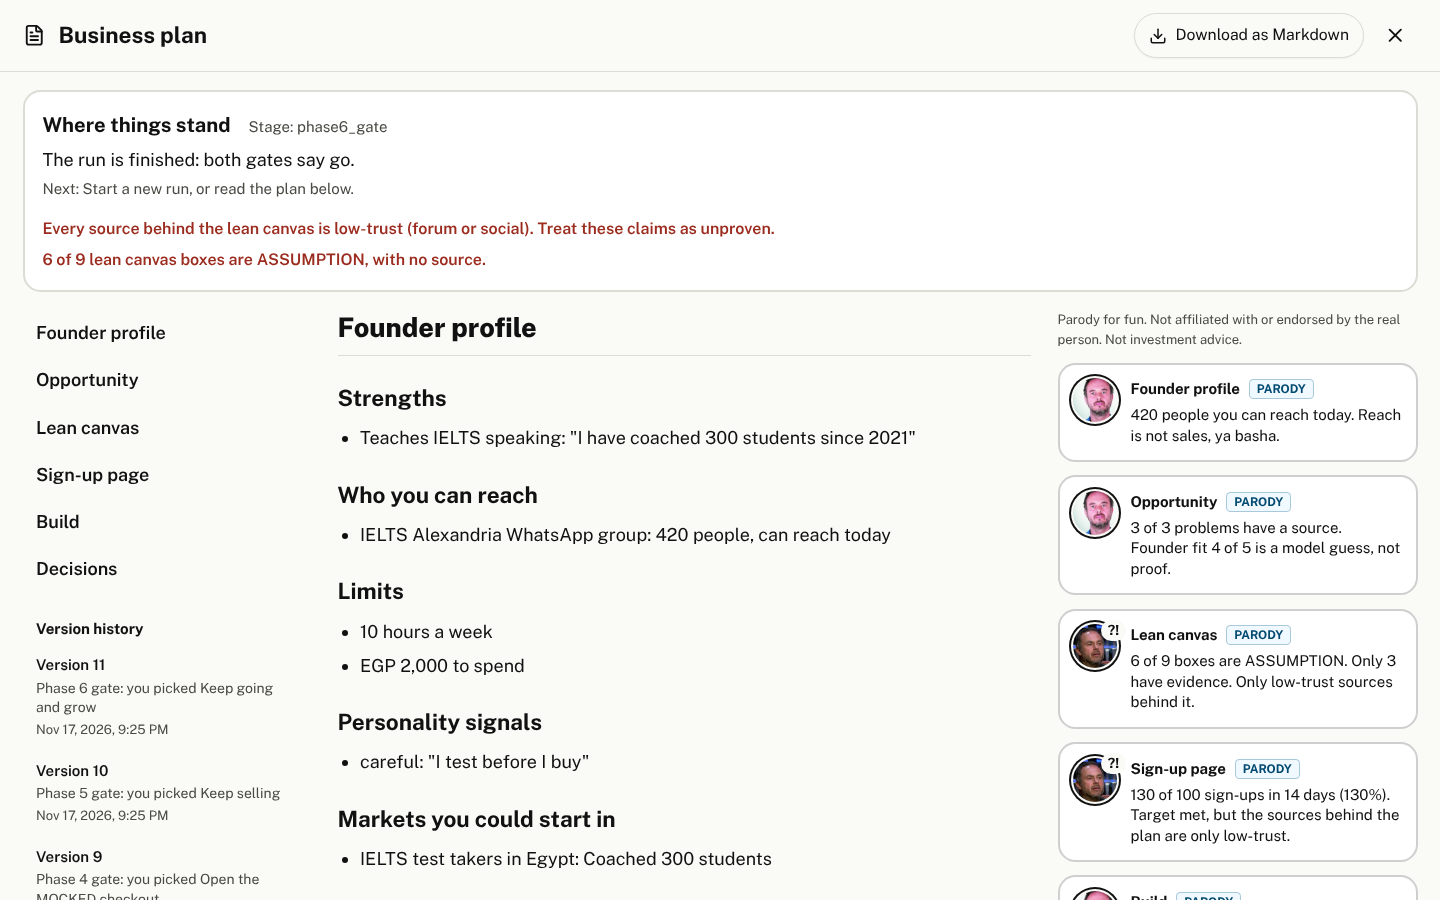 Business plan
Download as Markdown
Where things stand Stage: phase6_gate
The run is finished: both gates say go.
Next: Start a new run, or read the plan below.
Every source behind the lean canvas is low-trust (forum or social). Treat these claims as unproven.
6 of 9 lean canvas boxes are ASSUMPTION, with no source.
Founder profile
Opportunity
Lean canvas
Sign-up page
Build
Decisions
Version history
Version 11
Phase 6 gate: you picked Keep going
and grow
Nov 17, 2026, 9:25 PM
Version 10
Phase 5 gate: you picked Keep selling
Nov 17, 2026, 9:25 PM
Version 9
Phase 4 gate: you picked Open the
MOCKED checkout
Founder profile
Strengths
• Teaches IELTS speaking: "I have coached 300 students since 2021"
Who you can reach
• IELTS Alexandria WhatsApp group: 420 people, can reach today
Limits
• 10 hours a week
• EGP 2,000 to spend
Personality signals
• careful: "I test before I buy"
Markets you could start in
• IELTS test takers in Egypt: Coached 300 students
Parody for fun. Not affiliated with or endorsed by the real
person. Not investment advice.
Founder profile PARODY
420 people you can reach today. Reach
is not sales, ya basha.
Opportunity PARODY
3 of 3 problems have a source.
Founder fit 4 of 5 is a model guess, not
proof.
?!
Lean canvas PARODY
6 of 9 boxes are ASSUMPTION. Only 3
have evidence. Only low-trust sources
behind it.
?!
Sign-up page PARODY
130 of 100 sign-ups in 14 days (130%).
Target met, but the sources behind the
plan are only low-trust.
Build PARODY